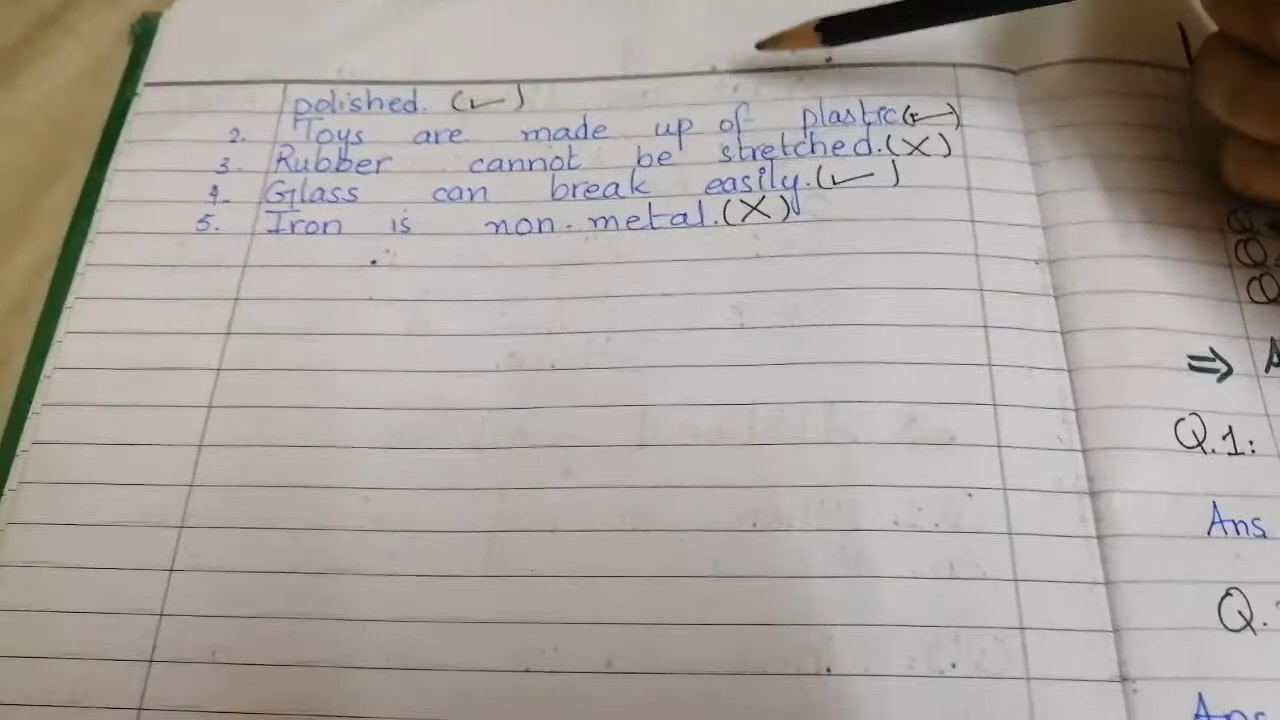 polished. (✓)
2. Toys are made up of plastic(✓)
3. Rubber cannot be stretched.(X)
4. Glass can break easily.(✓)
5. Iron is non-metal.(X)
⇒ A
Q.1:
Ans
Q.
Ans